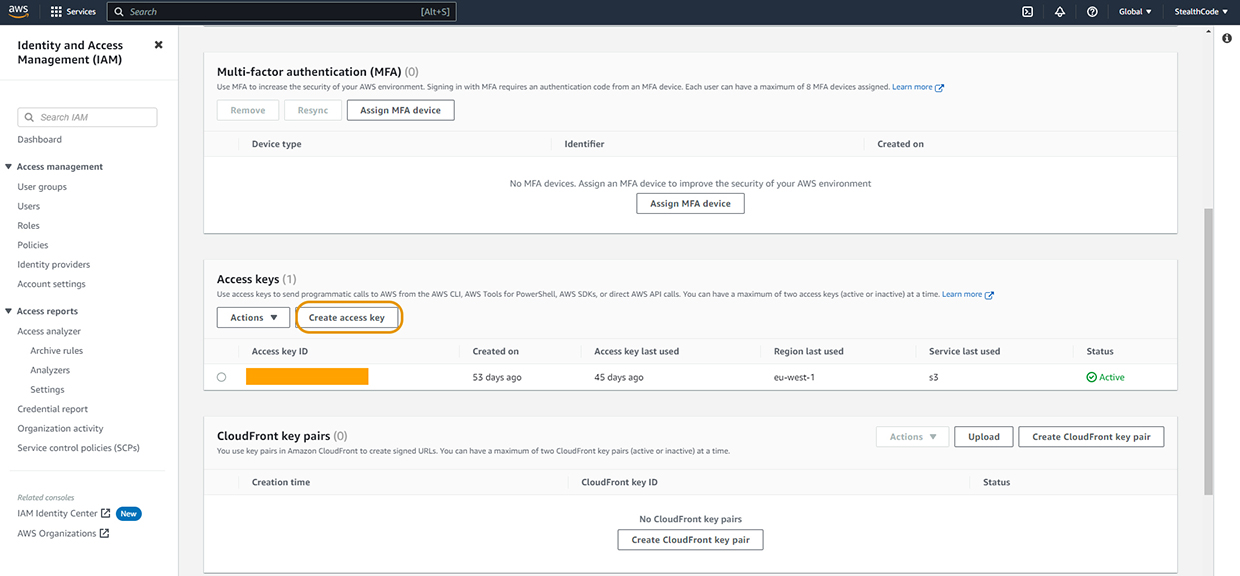 aws
Services
Search
[Alt+S]
Global ▼
StealthCode ▼
Identity and Access
Management (IAM)
Search IAM
Dashboard
Access management
User groups
Users
Roles
Policies
Identity providers
Account settings
Access reports
Access analyzer
Archive rules
Analyzers
Settings
Credential report
Organization activity
Service control policies (SCPs)
Related consoles
IAM Identity Center New
AWS Organizations
Multi-factor authentication (MFA) (0)
Use MFA to increase the security of your AWS environment. Signing in with MFA requires an authentication code from an MFA device. Each user can have a maximum of 8 MFA devices assigned. Learn more
Remove Resync Assign MFA device
Device type Identifier Created on
No MFA devices. Assign an MFA device to improve the security of your AWS environment
Assign MFA device
Access keys (1)
Use access keys to send programmatic calls to AWS from the AWS CLI, AWS Tools for PowerShell, AWS SDKs, or direct AWS API calls. You can have a maximum of two access keys (active or inactive) at a time. Learn more
Actions ▼ Create access key
Access key ID Created on Access key last used Region last used Service last used Status
53 days ago 45 days ago eu-west-1 s3 Active
CloudFront key pairs (0)
Actions ▼ Upload Create CloudFront key pair
You use key pairs in Amazon CloudFront to create signed URLs. You can have a maximum of two CloudFront key pairs (active or inactive) at a time.
Creation time CloudFront key ID Status
No CloudFront key pairs
Create CloudFront key pair